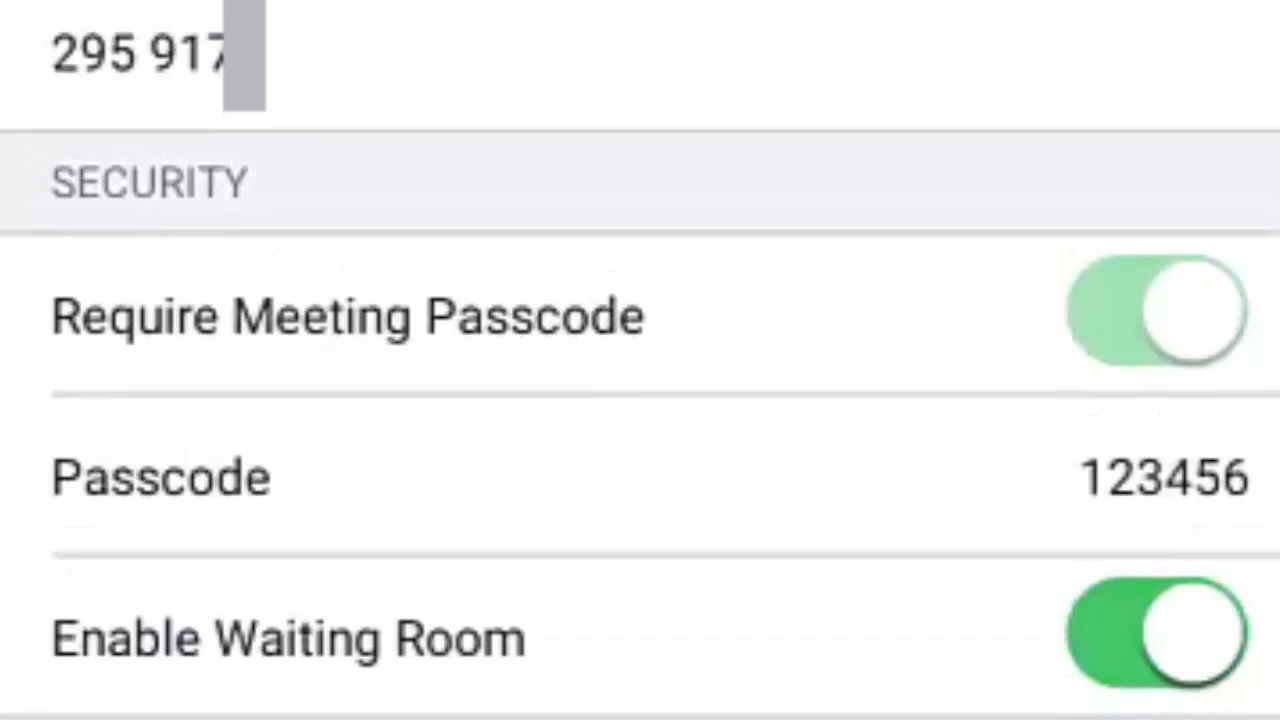 295 917
SECURITY
Require Meeting Passcode
Passcode
123456
Enable Waiting Room